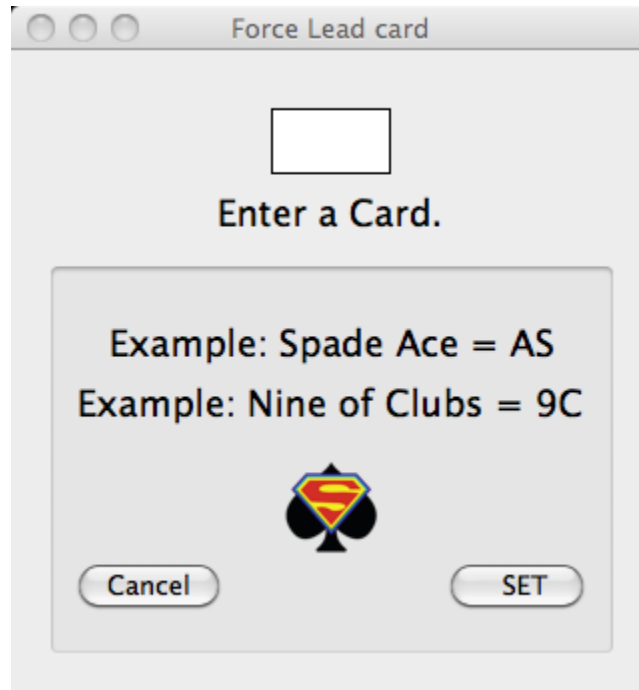 Force Lead card
Enter a Card.
Example: Spade Ace = AS
Example: Nine of Clubs = 9C
S
Cancel
SET